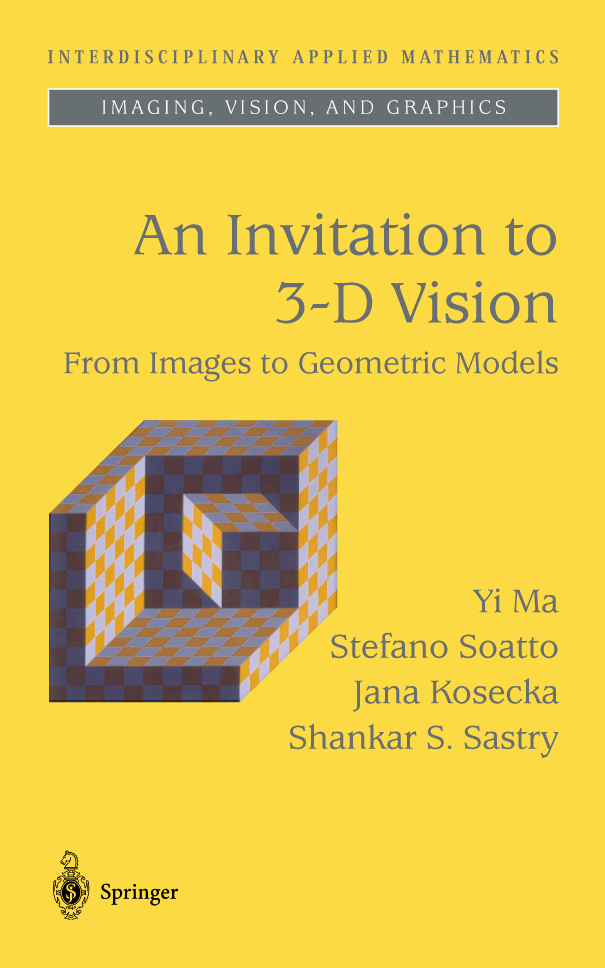 INTERDISCIPLINARY APPLIED MATHEMATICS
IMAGING, VISION, AND GRAPHICS
An Invitation to
3-D Vision
From Images to Geometric Models
Yi Ma
Stefano Soatto
Jana Kosecka
Shankar S. Sastry
Springer